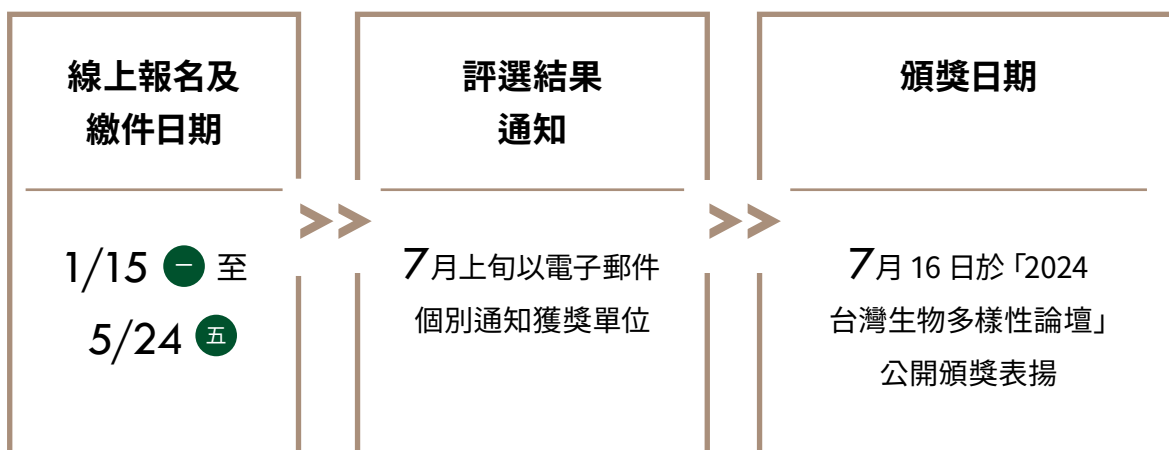 線上報名及
繳件日期
1/15 一 至
5/24 五
評選結果
通知
7月上旬以電子郵件
個別通知獲獎單位
頒獎日期
7月 16 日於「2024
台灣生物多樣性論壇」
公開頒獎表揚